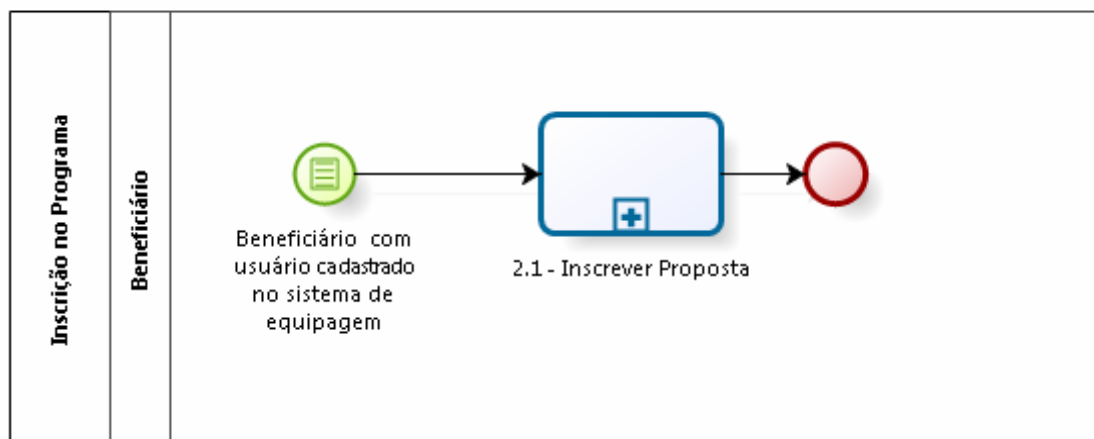 Inscrição no Programa
Beneficiário
Beneficiário com
usuário cadastrado
no sistema de
equipagem
2.1 - Inscrever Proposta